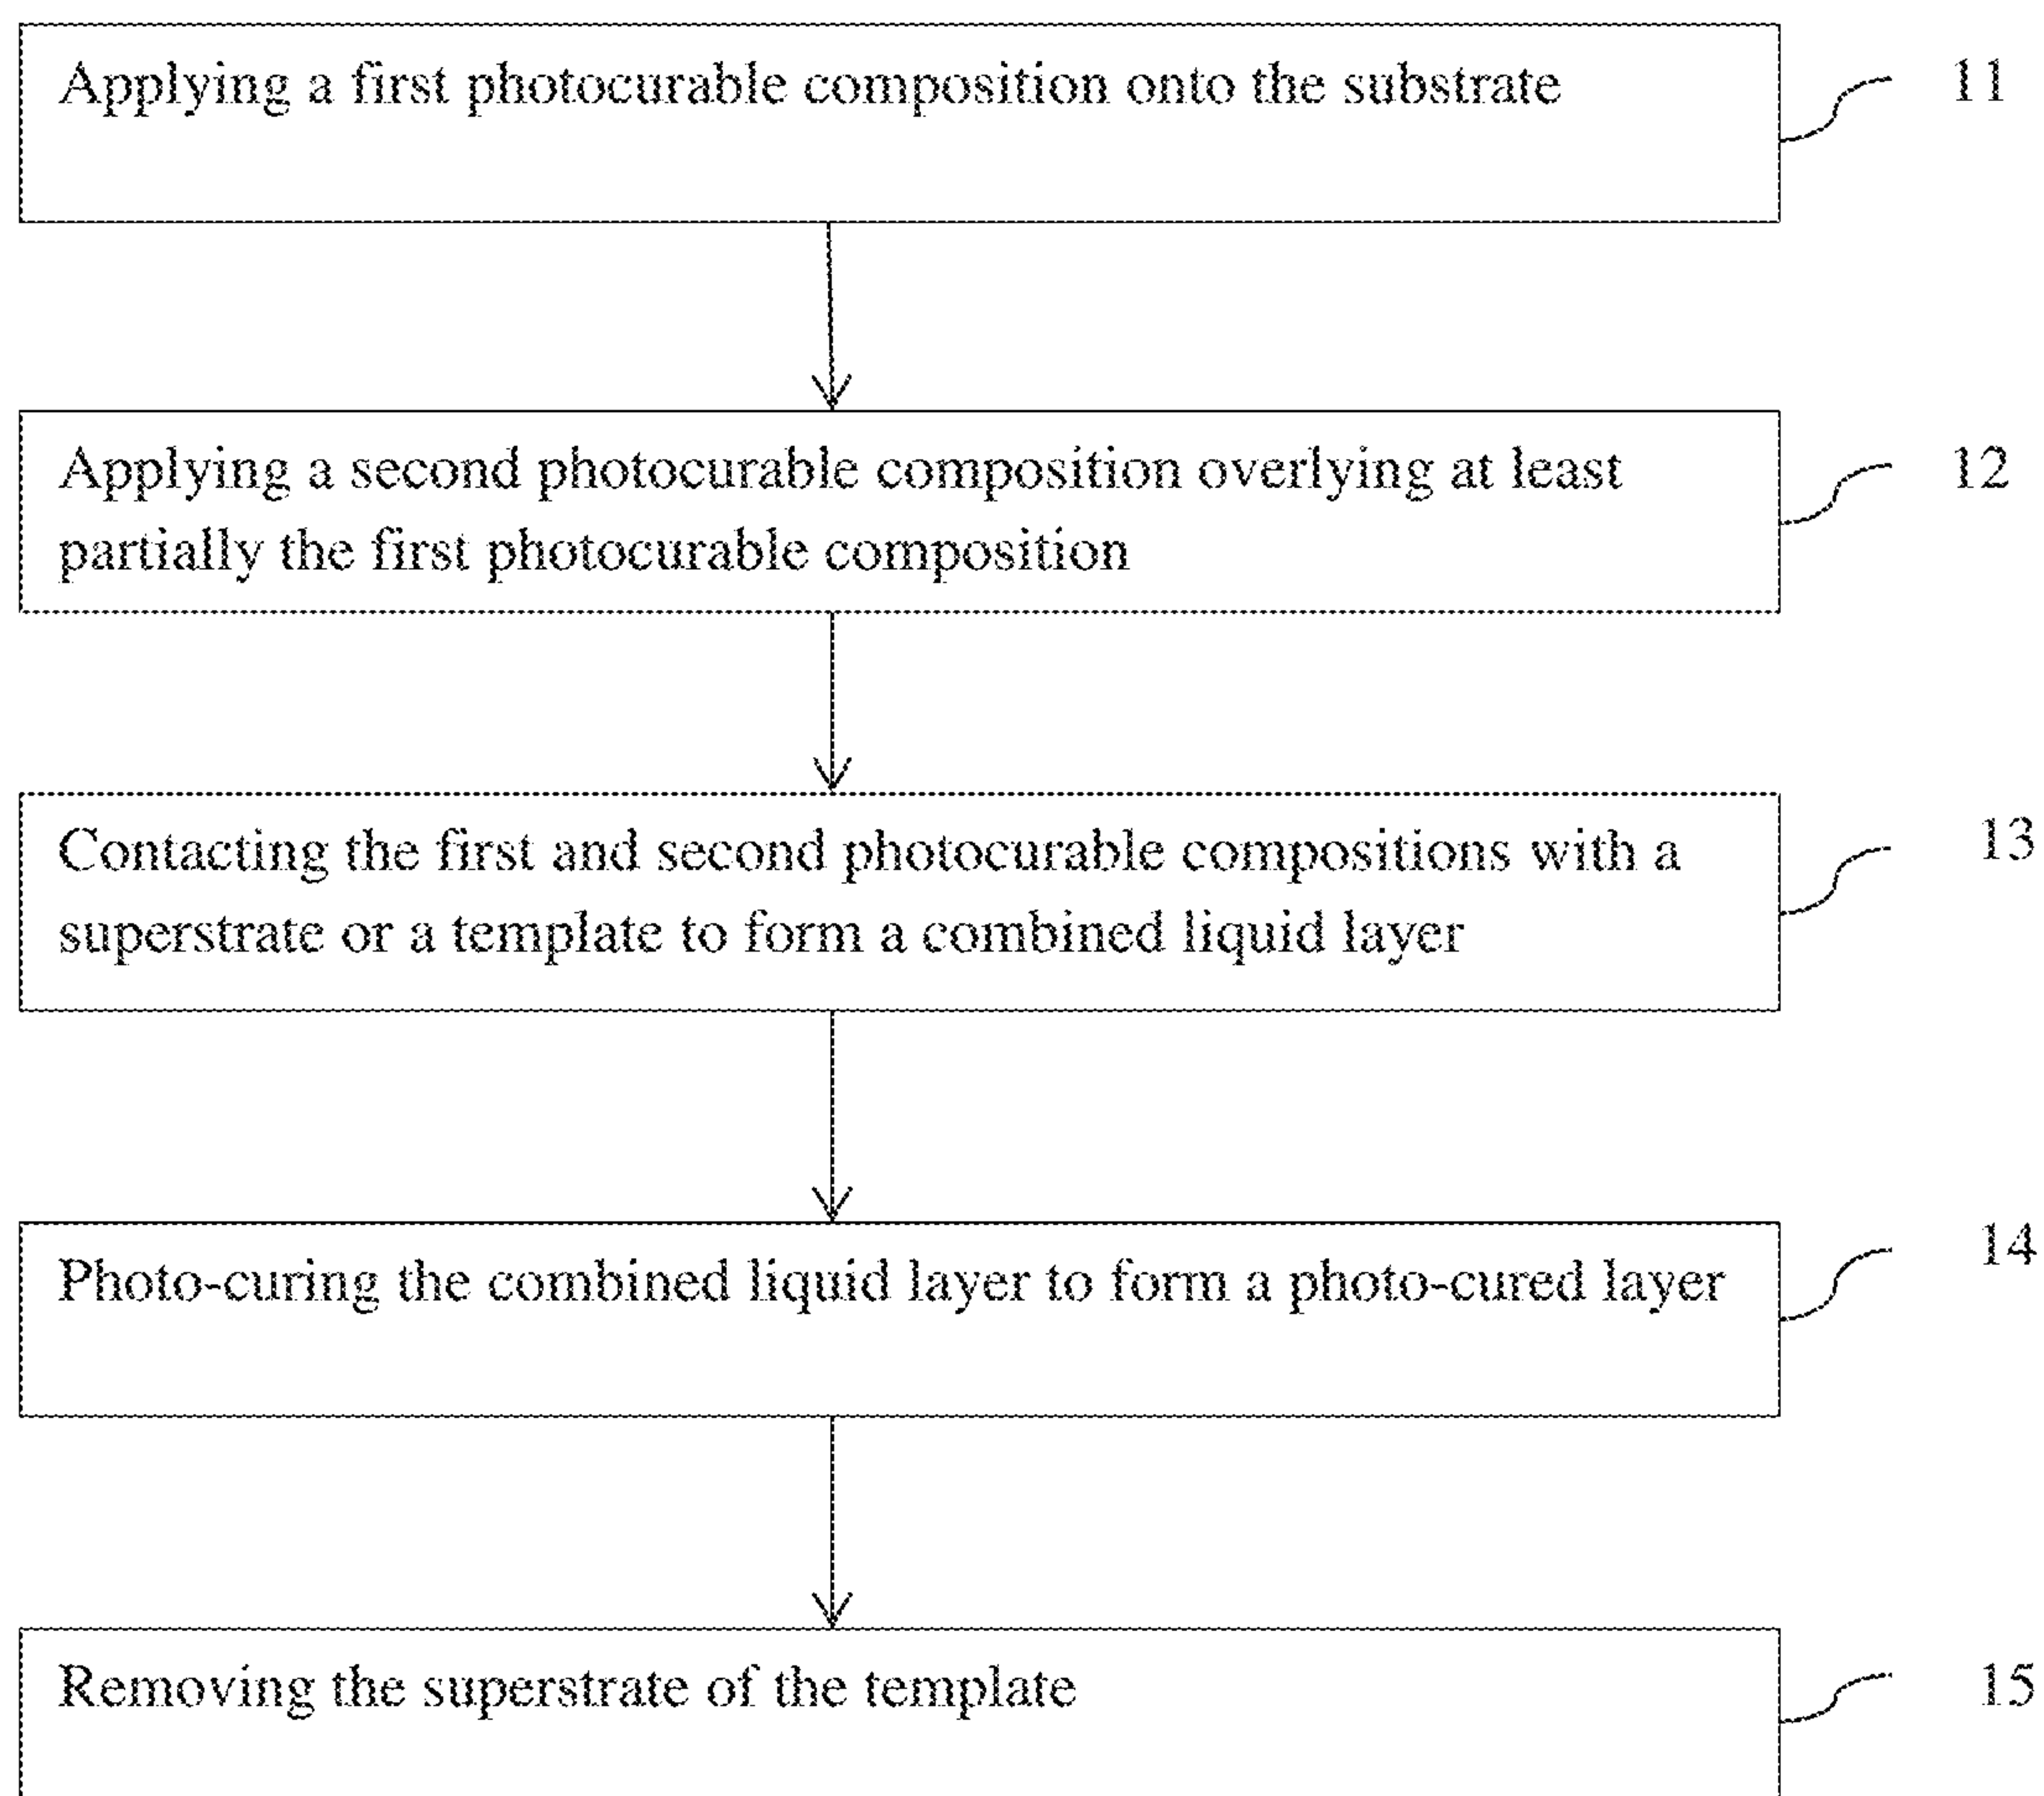 Applying a first photocurable composition onto the substrate
11
Applying a second photocurable composition overlying at least
partially the first photocurable composition
12
Contacting the first and second photocurable compositions with a
superstrate or a template to form a combined liquid layer
13
Photo-curing the combined liquid layer to form a photo-cured layer
14
Removing the superstrate of the template
15